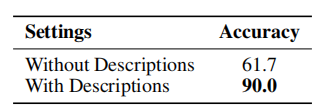 Settings Accuracy
Without Descriptions 61.7
With Descriptions 90.0